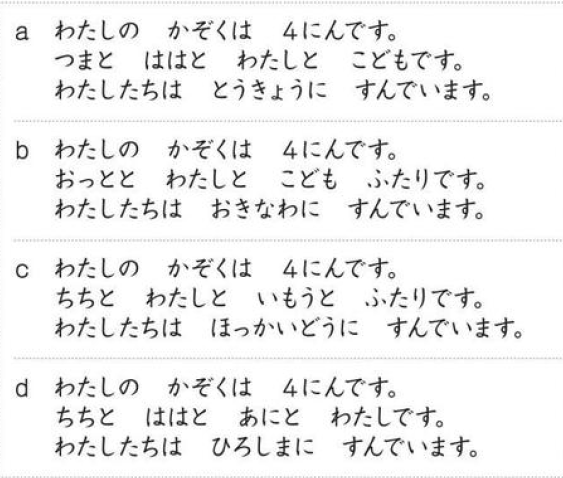 a わたしの かぞくは 4にんです。
つまと ははと わたしと こどもです。
わたしたちは とうきょうに すんでいます。
b わたしの かぞくは 4にんです。
おっとと わたしと こども ふたりです。
わたしたちは おきなわに すんでいます。
c わたしの かぞくは 4にんです。
ちちと わたしと いもうと ふたりです。
わたしたちは ほっかいどうに すんでいます。
d わたしの かぞくは 4にんです。
ちちと ははと あにと わたしです。
わたしたちは ひろしまに すんでいます。